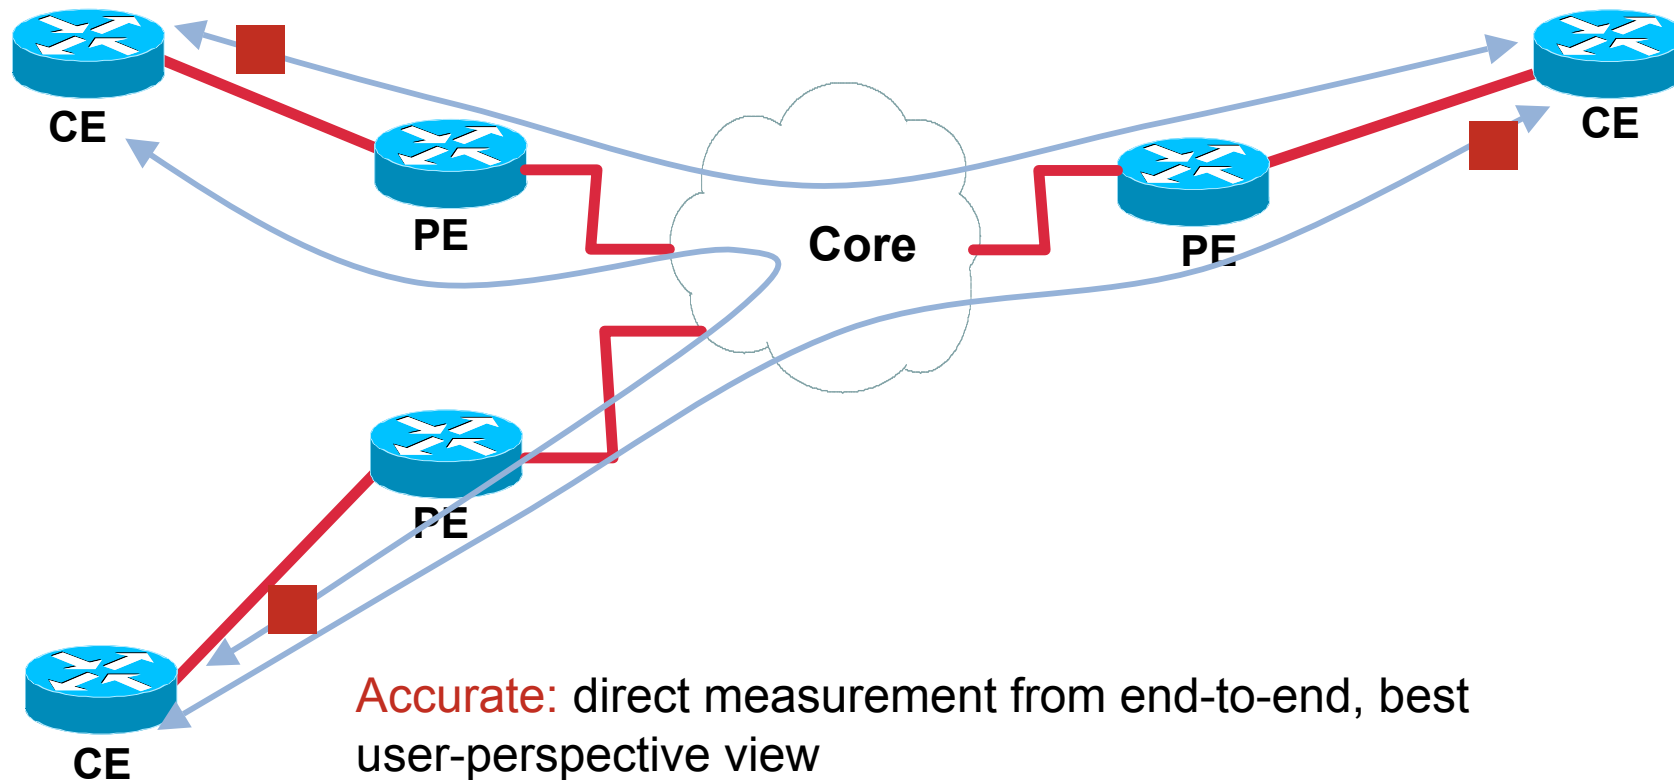 CE
CE
PE
PE
Core
PE
CE
Accurate: direct measurement from end-to-end, best
user-perspective view